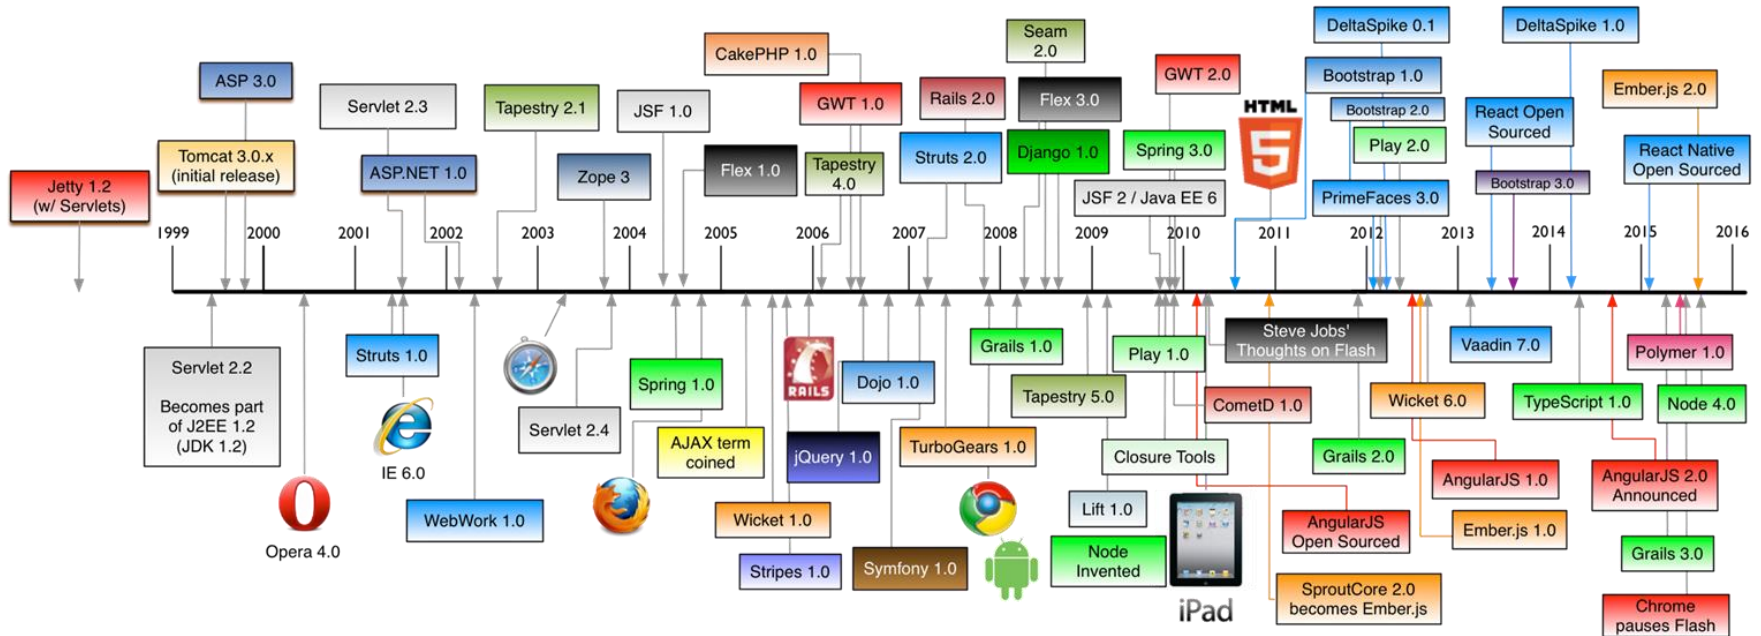 DeltaSpike 0.1
DeltaSpike 1.0
Seam
2.0
CakePHP 1.0
ASP 3.0
GWT 2.0
Bootstrap 1.0
Ember.js 2.0
Servlet 2.3
Tapestry 2.1
JSF 1.0
GWT 1.0
Rails 2.0
Flex 3.0
HTML
5
Bootstrap 2.0
React Open
Sourced
Tomcat 3.0.x
(initial release)
ASP.NET 1.0
Zope 3
Flex 1.0
Tapestry
4.0
Struts 2.0
Django 1.0
Spring 3.0
Play 2.0
React Native
Open Sourced
Jetty 1.2
(w/ Servlets)
JSF 2 / Java EE 6
PrimeFaces 3.0
Bootstrap 3.0
1999
2000
2001
2002
2003
2004
2005
2006
2007
2008
2009
2010
2011
2012
2013
2014
2015
2016
Servlet 2.2
Becomes part
of J2EE 1.2
(JDK 1.2)
Struts 1.0
Spring 1.0
RAILS
Dojo 1.0
Grails 1.0
Play 1.0
Steve Jobs'
Thoughts on Flash
Vaadin 7.0
Polymer 1.0
IE 6.0
Servlet 2.4
AJAX term
coined
jQuery 1.0
TurboGears 1.0
Tapestry 5.0
CometD 1.0
Wicket 6.0
TypeScript 1.0
Node 4.0
Closure Tools
Grails 2.0
AngularJS 1.0
AngularJS 2.0
Announced
Opera 4.0
WebWork 1.0
Wicket 1.0
Lift 1.0
AngularJS
Open Sourced
Ember.js 1.0
Stripes 1.0
Symfony 1.0
Node
Invented
Grails 3.0
iPad
SproutCore 2.0
becomes Ember.js
Chrome
pauses Flash